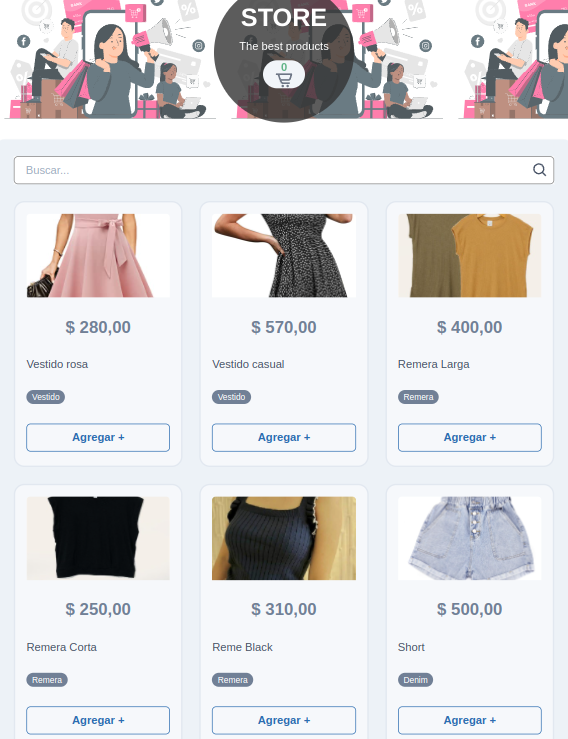 STORE
The best products
0
Buscar...
$ 280,00
$ 570,00
$ 400,00
Vestido rosa
Vestido casual
Remera Larga
Vestido
Vestido
Remera
Agregar +
Agregar +
Agregar +
$ 250,00
$ 310,00
$ 500,00
Remera Corta
Reme Black
Short
Remera
Remera
Denim
Agregar +
Agregar +
Agregar +